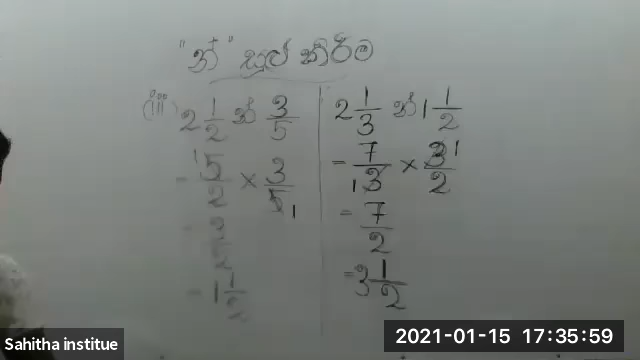 "න්" සුළු කිරීම
(iii) 2 1/2 න් 3/5
= 5/2 × 3/5
= 3/2
= 1 1/2
2 1/3 න් 1 1/2
= 7/3 × 3/2
= 7/2
= 3 1/2
Sahitha institue
2021-01-15 17:35:59